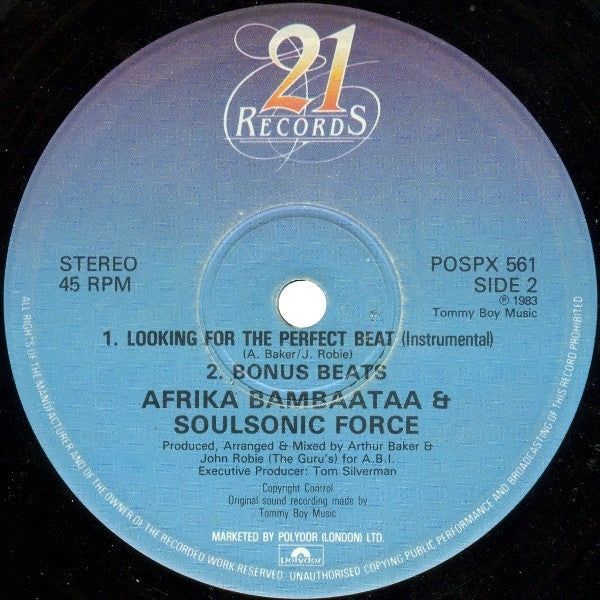 21
RECORDS
STEREO
45 RPM
POSPX 561
SIDE 2
℗ 1983
Tommy Boy Music
1. LOOKING FOR THE PERFECT BEAT (Instrumental)
(A. Baker/J. Robie)
2. BONUS BEATS
AFRIKA BAMBAATAA &
SOULSONIC FORCE
Produced, Arranged & Mixed by Arthur Baker &
John Robie (The Guru's) for A.B.I.
Executive Producer: Tom Silverman
Copyright Control
Original sound recording made by
Tommy Boy Music
MARKETED BY POLYDOR (LONDON) LTD.
polydor
ALL RIGHTS OF THE MANUFACTURER AND OF THE OWNER OF THE RECORDED WORK RESERVED. UNAUTHORISED COPYING PUBLIC PERFORMANCE AND BROADCASTING OF THIS RECORD PROHIBITED